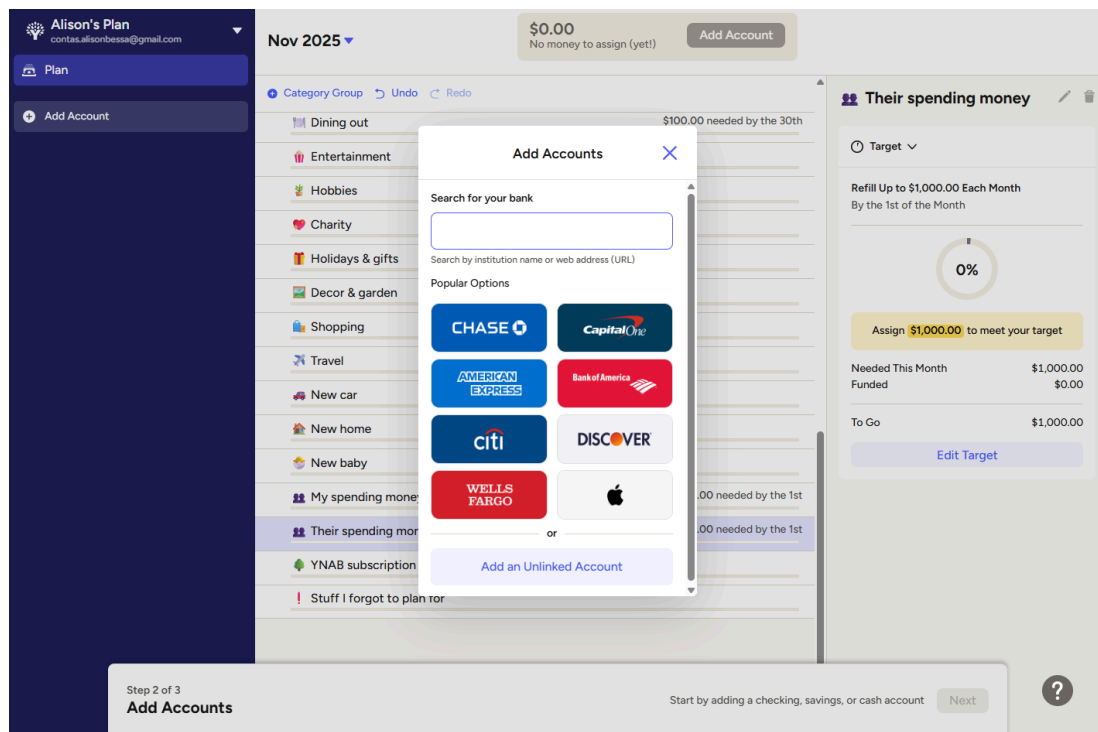 Alison's Plan
contas.alisonbessa@gmail.com
Plan
Add Account
Nov 2025
$0.00
No money to assign (yet!)
Add Account
Category Group
Undo
Redo
Dining out
$100.00 needed by the 30th
Entertainment
Hobbies
Charity
Holidays & gifts
Decor & garden
Shopping
Travel
New car
New home
New baby
My spending money
.00 needed by the 1st
Their spending mon
.00 needed by the 1st
YNAB subscription
Stuff I forgot to plan for
Add Accounts
Search for your bank
Search by institution name or web address (URL)
Popular Options
CHASE
Capital One
AMERICAN
EXPRESS
Bank of America
citi
DISCOVER
WELLS
FARGO
or
Add an Unlinked Account
Their spending money
Target
Refill Up to $1,000.00 Each Month
By the 1st of the Month
0%
Assign $1,000.00 to meet your target
Needed This Month $1,000.00
Funded $0.00
To Go $1,000.00
Edit Target
Step 2 of 3
Add Accounts
Start by adding a checking, savings, or cash account
Next
?